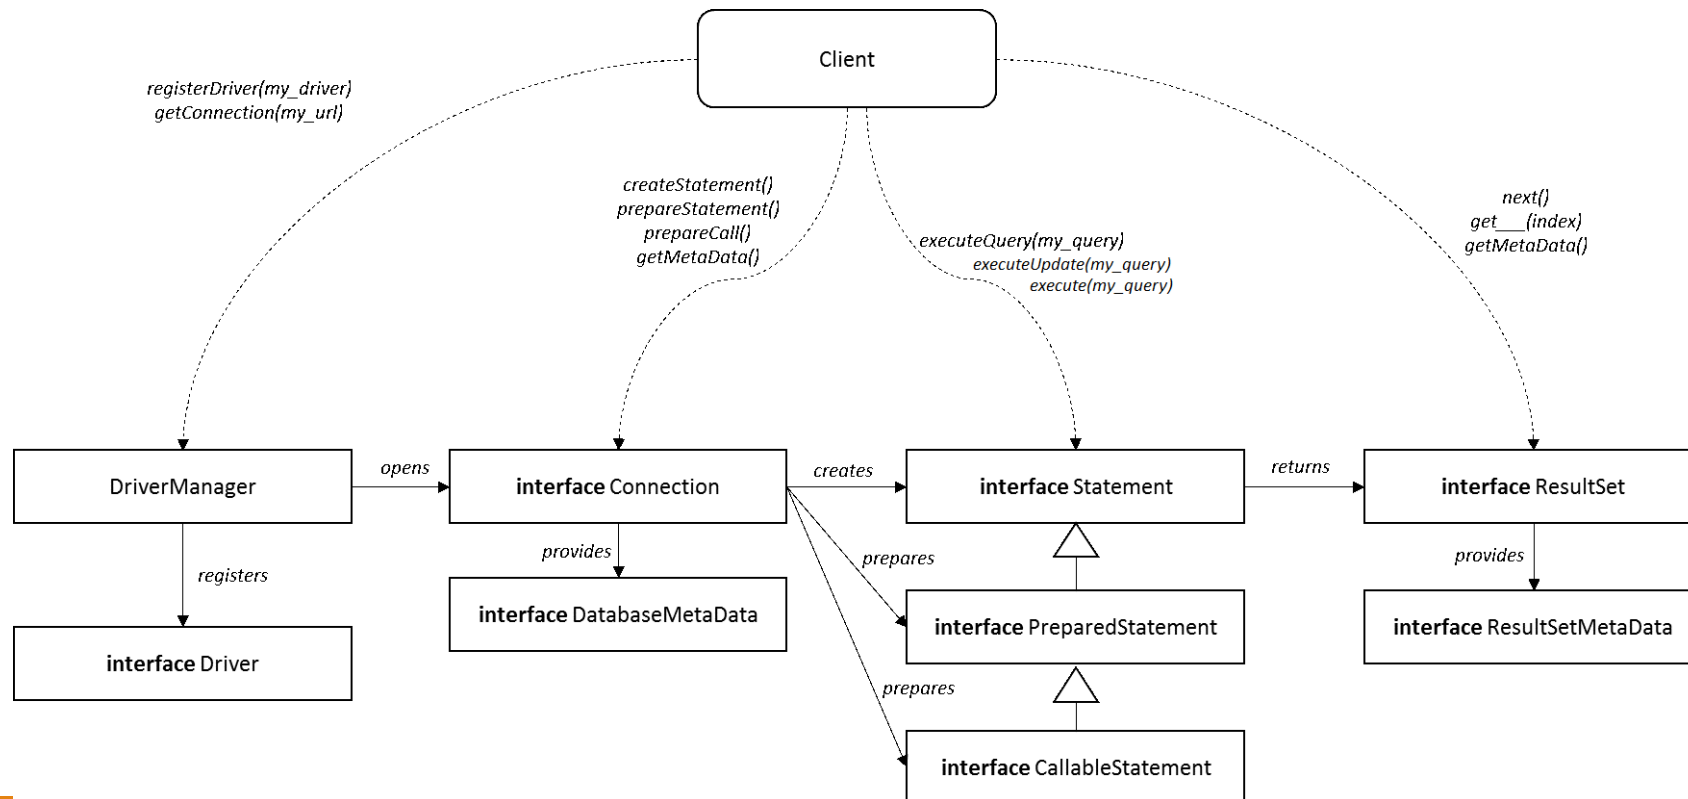 Client
registerDriver(my_driver)
getConnection(my_url)
createStatement()
prepareStatement()
prepareCall()
getMetaData()
executeQuery(my_query)
executeUpdate(my_query)
execute(my_query)
next()
get___(index)
getMetaData()
DriverManager
opens
interface Connection
creates
interface Statement
returns
interface ResultSet
registers
provides
prepares
provides
interface Driver
interface DatabaseMetaData
interface PreparedStatement
interface ResultSetMetaData
prepares
interface CallableStatement